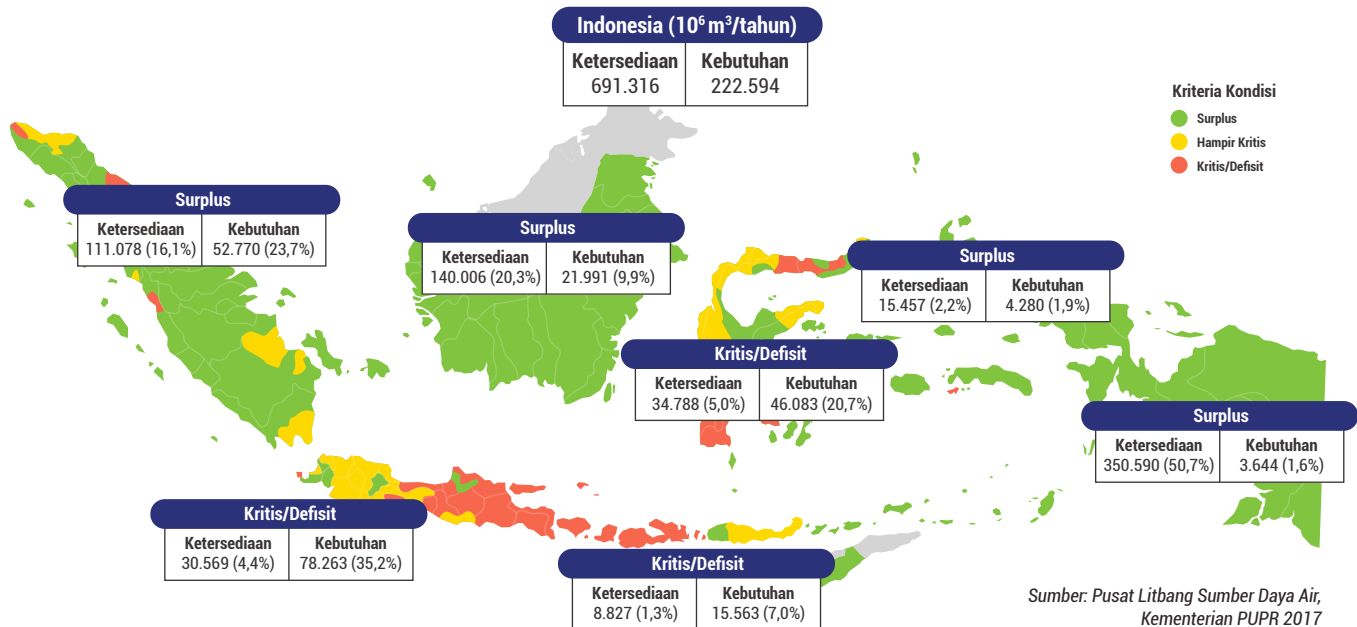 Indonesia (10⁶ m³/tahun)
Ketersediaan Kebutuhan
691.316 222.594
Kriteria Kondisi
Surplus
Hampir Kritis
Kritis/Defisit
Surplus
Ketersediaan Kebutuhan
111.078 (16,1%) 52.770 (23,7%)
Surplus
Ketersediaan Kebutuhan
140.006 (20,3%) 21.991 (9,9%)
Surplus
Ketersediaan Kebutuhan
15.457 (2,2%) 4.280 (1,9%)
Kritis/Defisit
Ketersediaan Kebutuhan
34.788 (5,0%) 46.083 (20,7%)
Surplus
Ketersediaan Kebutuhan
350.590 (50,7%) 3.644 (1,6%)
Kritis/Defisit
Ketersediaan Kebutuhan
30.569 (4,4%) 78.263 (35,2%)
Kritis/Defisit
Ketersediaan Kebutuhan
8.827 (1,3%) 15.563 (7,0%)
Sumber: Pusat Litbang Sumber Daya Air,
Kementerian PUPR 2017